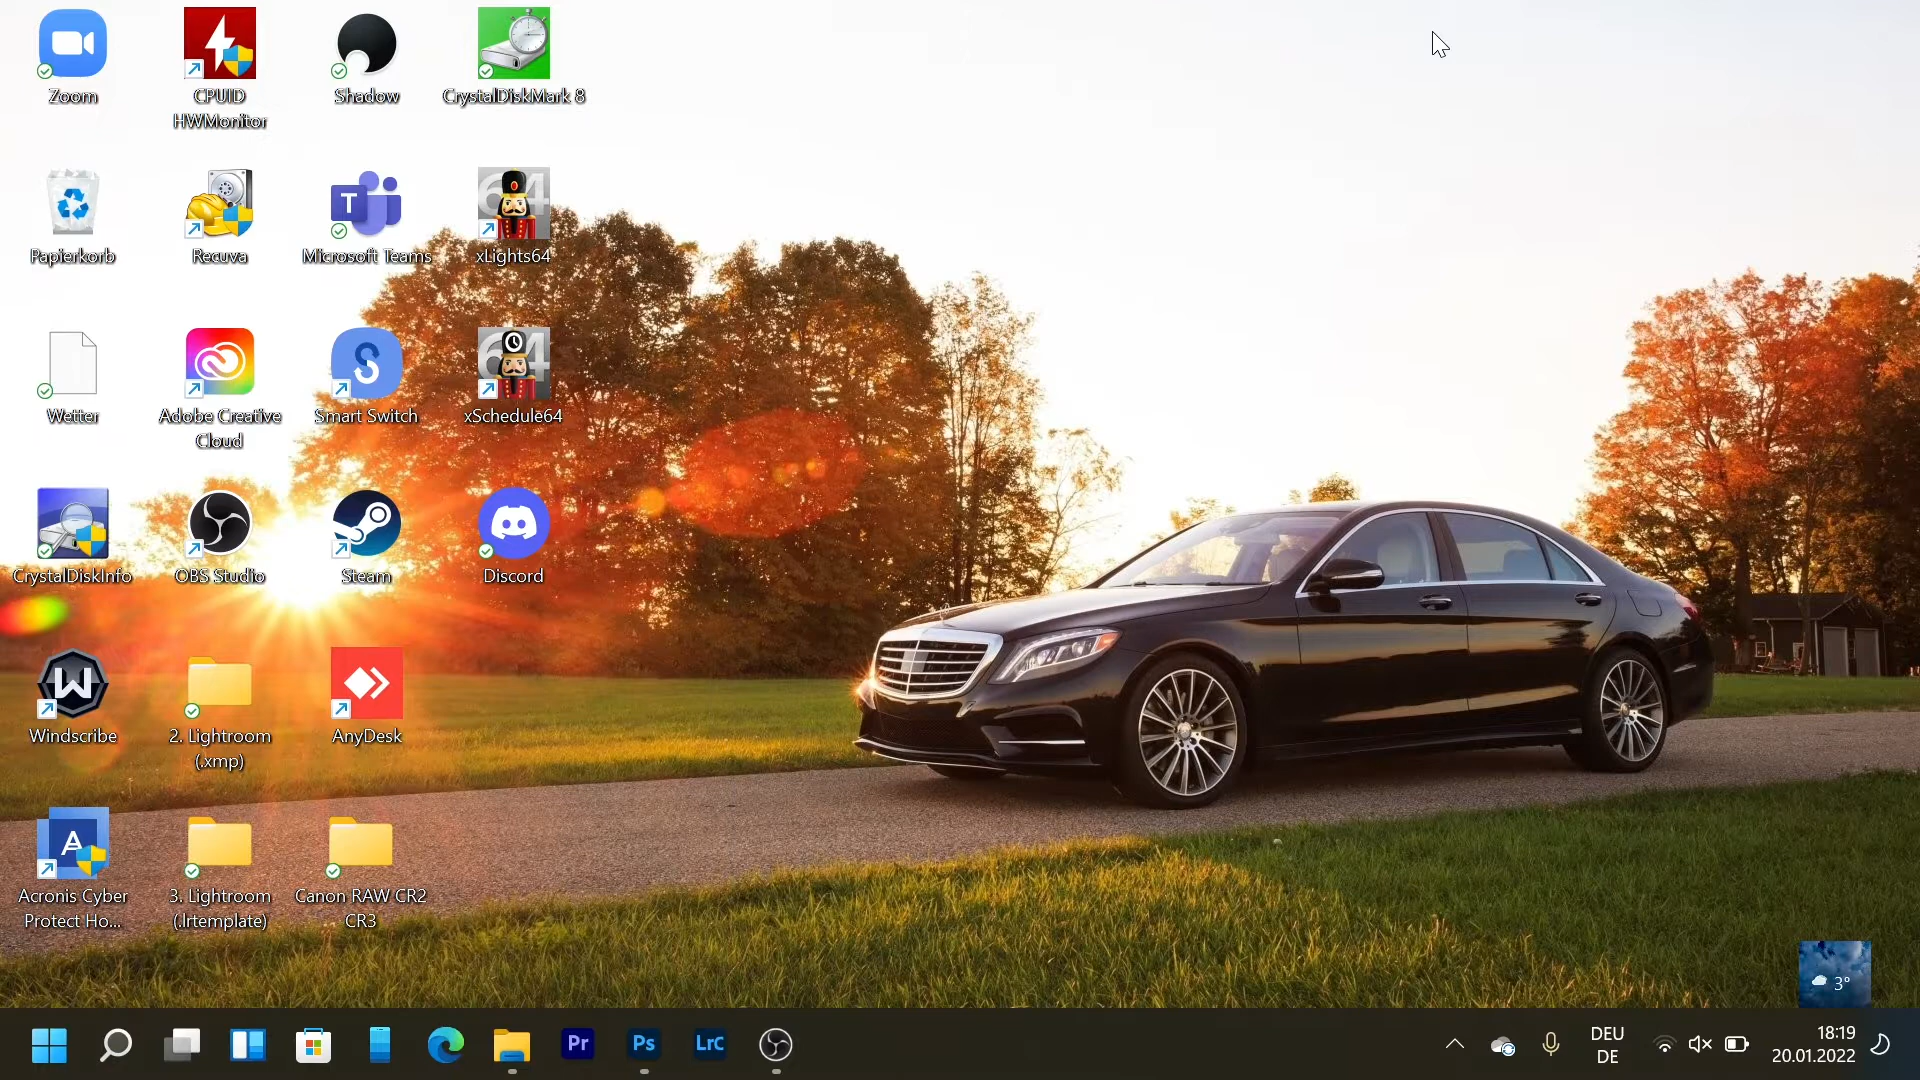 Zoom
CPUID
HWMonitor
Shadow
CrystalDiskMark 8
Papierkorb
Recuva
Microsoft Teams
xLights64
Wetter
Adobe Creative
Cloud
Smart Switch
xSchedule64
CrystalDiskInfo
OBS Studio
Steam
Discord
Windscribe
2. Lightroom
(.xmp)
AnyDesk
Acronis Cyber
Protect Ho...
3. Lightroom
(.lrtemplate)
Canon RAW CR2
CR3
3°
Pr
Ps
LrC
DEU
DE
18:19
20.01.2022